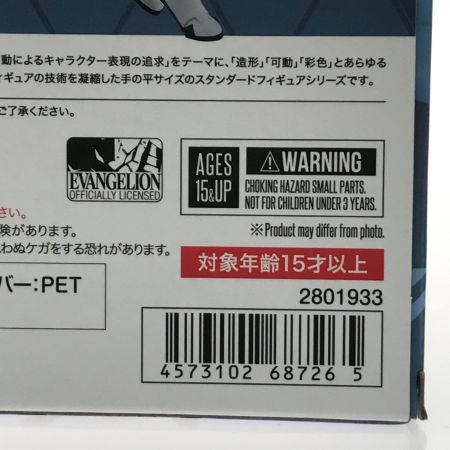 動によるキャラクター表現の追求」をテーマに、「造形」「可動」「彩色」とあらゆる
ィギュアの技術を凝縮した手の平サイズのスタンダードフィギュアシリーズです。
ご了承ください。
EVANGELION
OFFICIALLY LICENSED
AGES
15&UP
WARNING
CHOKING HAZARD SMALL PARTS.
NOT FOR CHILDREN UNDER 3 YEARS.
※Product may differ from photo.
さい。
険があります。
思わぬケガをする恐れがあります。
対象年齢15才以上
バー：PET
2801933
4573102 68726 5